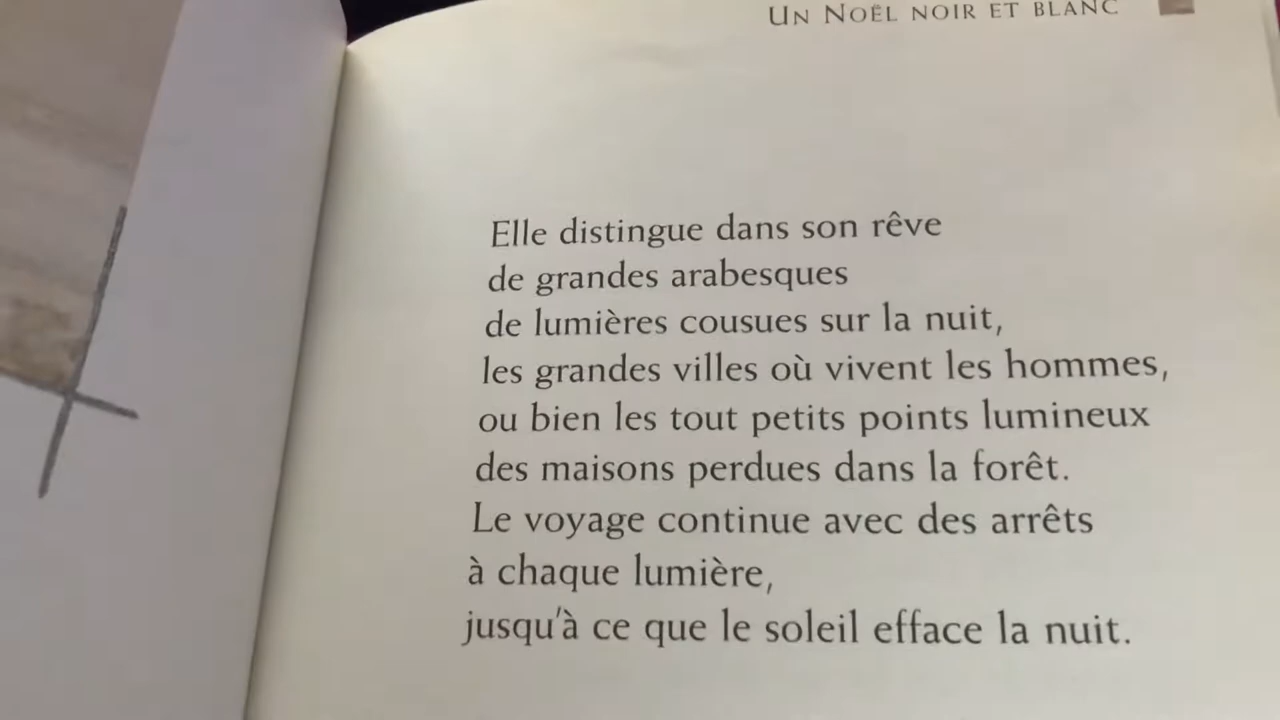 UN NOËL NOIR ET BLANC
Elle distingue dans son rêve
de grandes arabesques
de lumières cousues sur la nuit,
les grandes villes où vivent les hommes,
ou bien les tout petits points lumineux
des maisons perdues dans la forêt.
Le voyage continue avec des arrêts
à chaque lumière,
jusqu'à ce que le soleil efface la nuit.